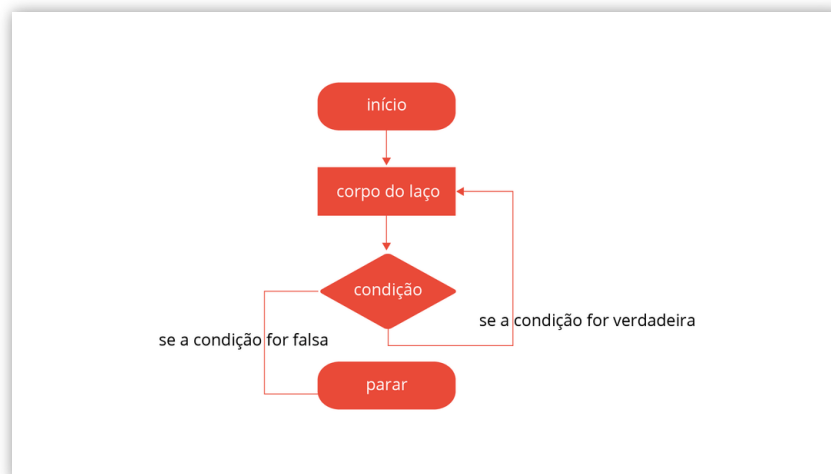 início
corpo do laço
condição
se a condição for verdadeira
se a condição for falsa
parar